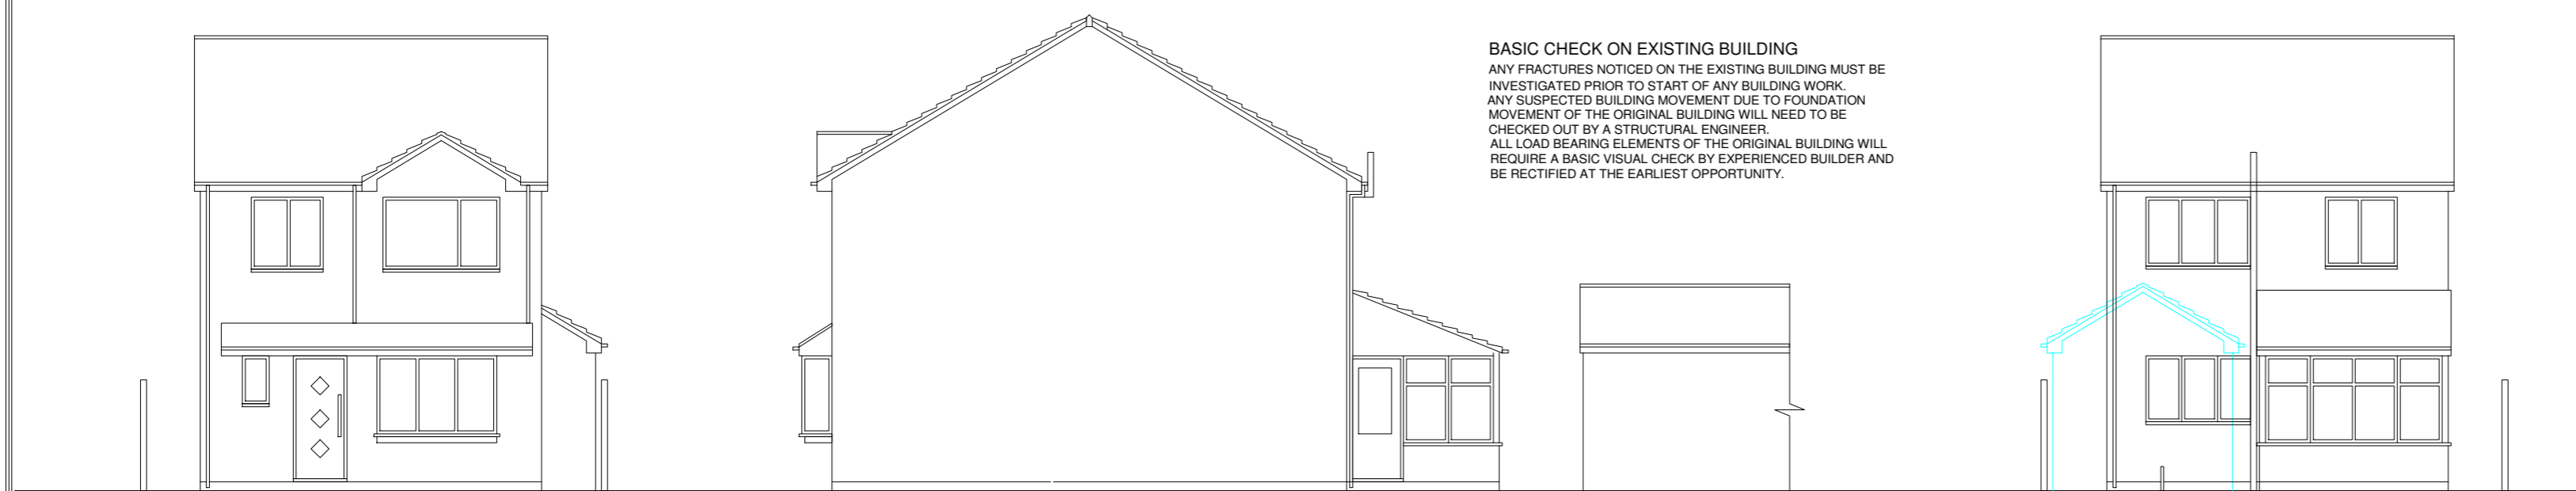 BASIC CHECK ON EXISTING BUILDING
ANY FRACTURES NOTICED ON THE EXISTING BUILDING MUST BE
INVESTIGATED PRIOR TO START OF ANY BUILDING WORK.
ANY SUSPECTED BUILDING MOVEMENT DUE TO FOUNDATION
MOVEMENT OF THE ORIGINAL BUILDING WILL NEED TO BE
CHECKED OUT BY A STRUCTURAL ENGINEER.
ALL LOAD BEARING ELEMENTS OF THE ORIGINAL BUILDING WILL
REQUIRE A BASIC VISUAL CHECK BY EXPERIENCED BUILDER AND
BE RECTIFIED AT THE EARLIEST OPPORTUNITY.